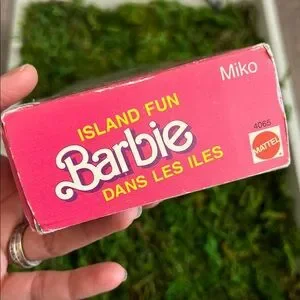 Miko
ISLAND FUN
Barbie
DANS LES ILES
4065
MATTEL